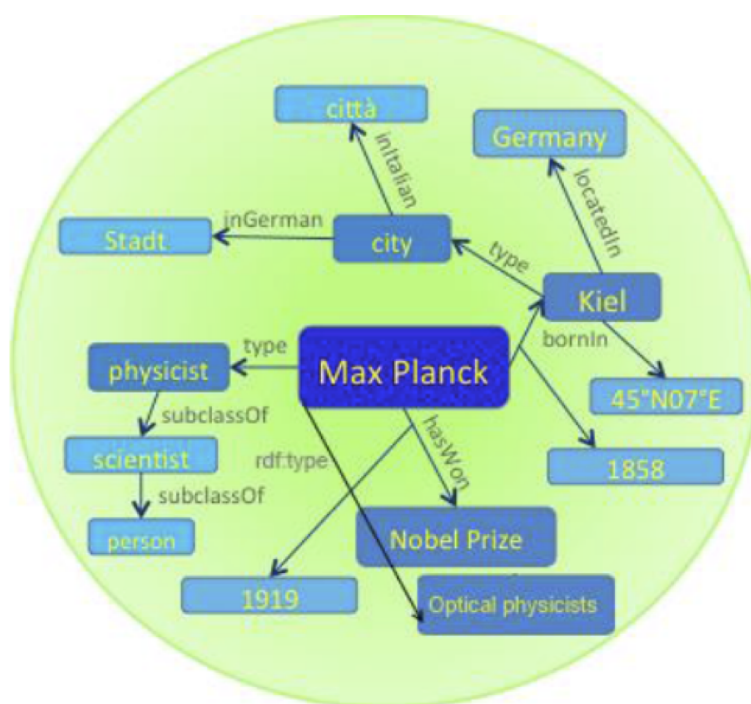 città
Germany
inItalian
locatedIn
Stadt
inGerman
city
type
Kiel
bornIn
physicist
type
Max Planck
45°N07°E
subclassOf
scientist
rdf:type
hasWon
1858
subclassOf
person
Nobel Prize
1919
Optical physicists